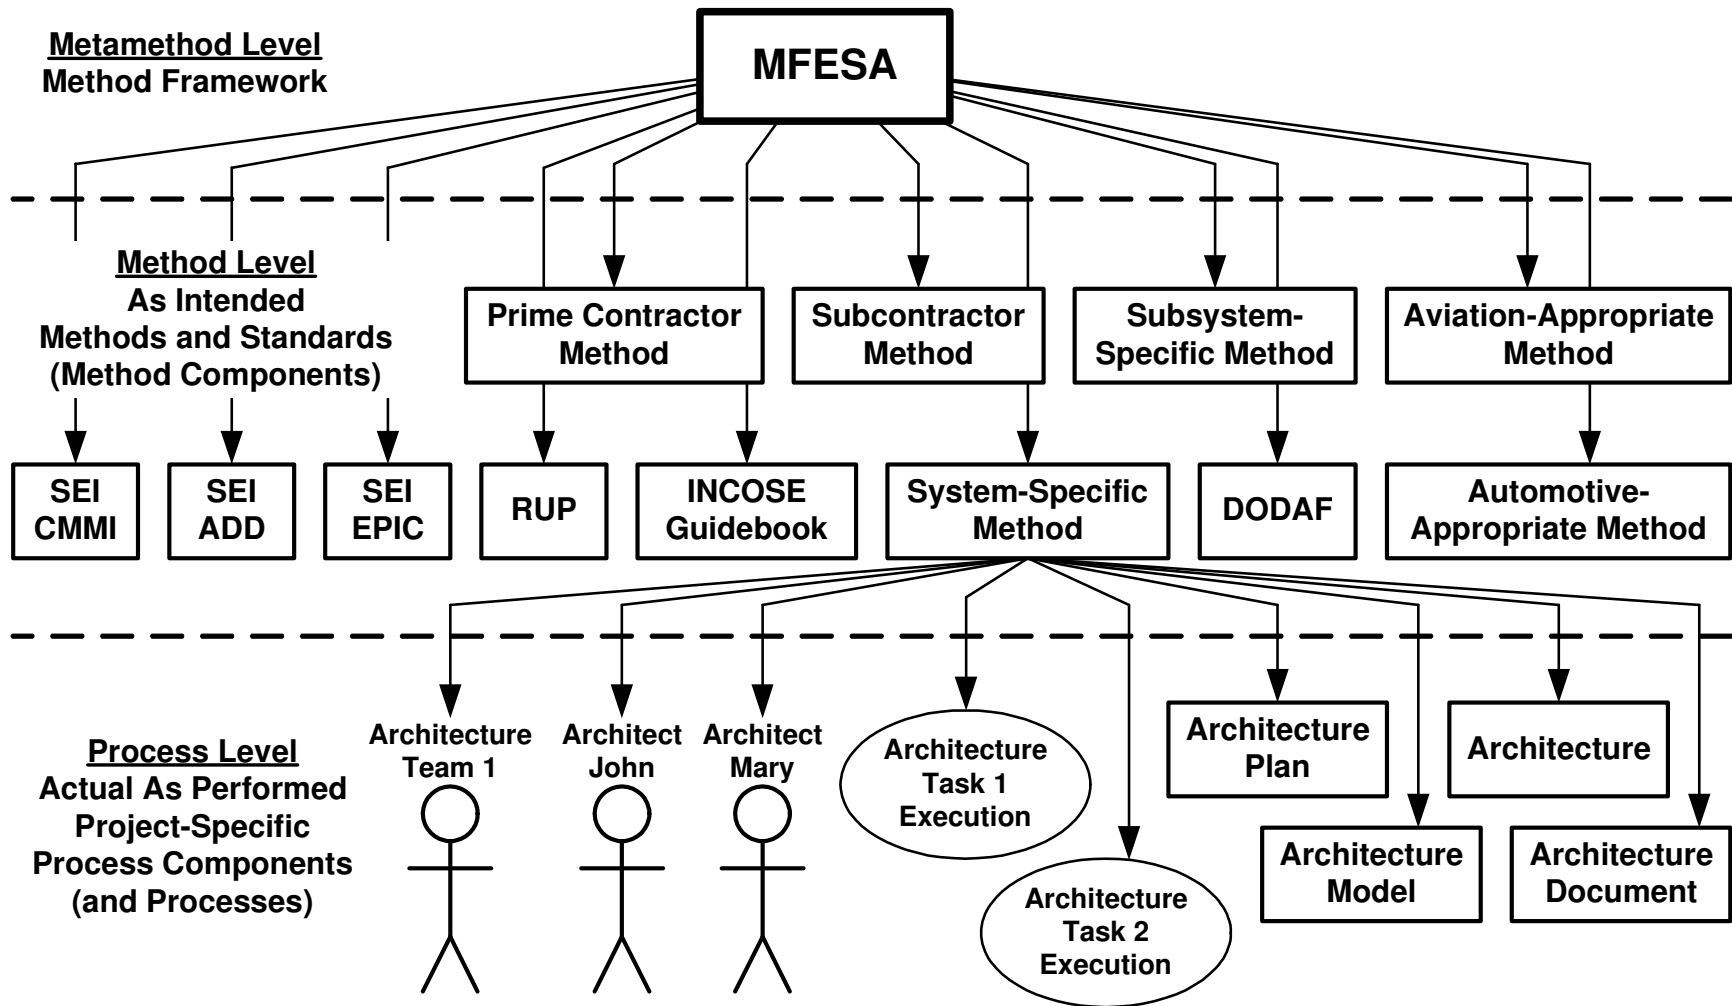 Metamethod Level
Method Framework
MFESA
Method Level
As Intended
Methods and Standards
(Method Components)
Prime Contractor
Method
Subcontractor
Method
Subsystem-
Specific Method
Aviation-Appropriate
Method
SEI
CMMI
SEI
ADD
SEI
EPIC
RUP
INCOSE
Guidebook
System-Specific
Method
DODAF
Automotive-
Appropriate Method
Process Level
Actual As Performed
Project-Specific
Process Components
(and Processes)
Architecture
Team 1
Architect
John
Architect
Mary
Architecture
Task 1
Execution
Architecture
Task 2
Execution
Architecture
Plan
Architecture
Model
Architecture
Architecture
Document